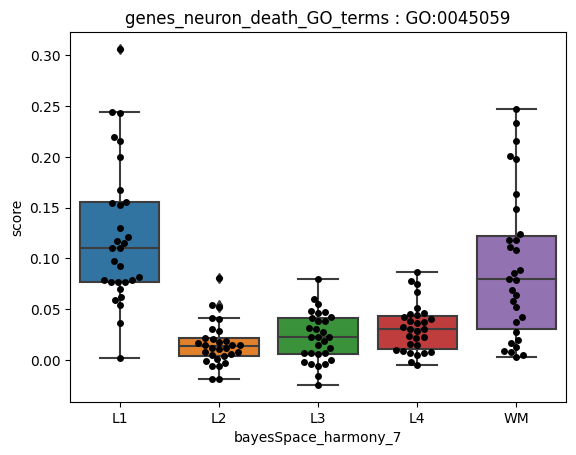 genes_neuron_death_GO_terms : GO:0045059
score
0.30
0.25
0.20
0.15
0.10
0.05
0.00
L1 L2 L3 L4 WM
bayesSpace_harmony_7